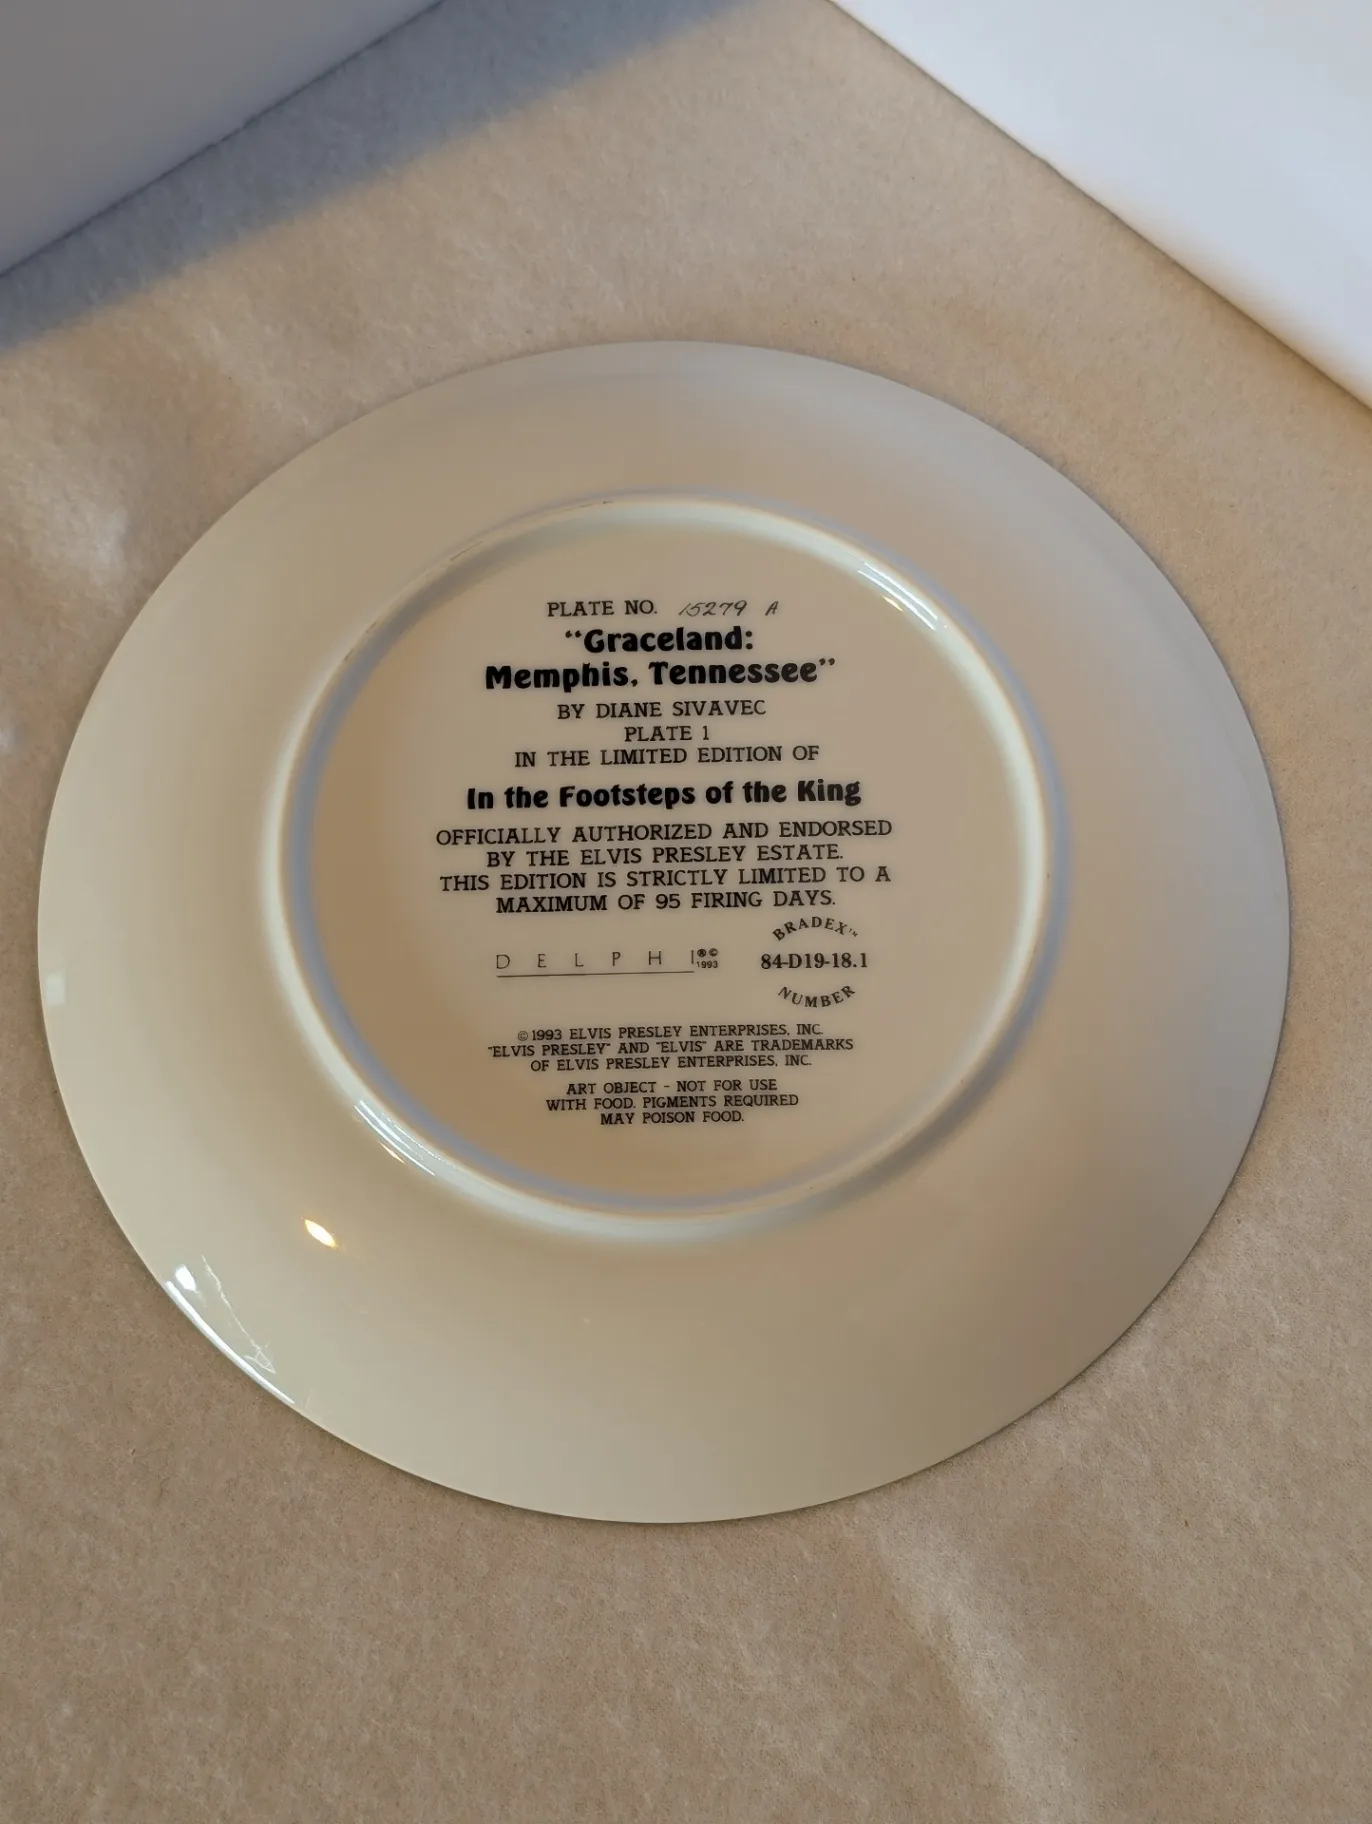 PLATE NO. 15279 A
“Graceland:
Memphis, Tennessee”
BY DIANE SIVAVEC
PLATE 1
IN THE LIMITED EDITION OF
In the Footsteps of the King
OFFICIALLY AUTHORIZED AND ENDORSED
BY THE ELVIS PRESLEY ESTATE.
THIS EDITION IS STRICTLY LIMITED TO A
MAXIMUM OF 95 FIRING DAYS.
DELPHI ®© 1993
BRADEX™
84-D19-18.1
NUMBER
©1993 ELVIS PRESLEY ENTERPRISES, INC.
"ELVIS PRESLEY" AND "ELVIS" ARE TRADEMARKS
OF ELVIS PRESLEY ENTERPRISES, INC.
ART OBJECT - NOT FOR USE
WITH FOOD. PIGMENTS REQUIRED
MAY POISON FOOD.